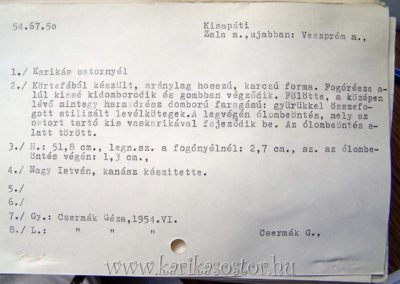 54.67.50
Kisapáti
Zala m., ujabban: Veszprém m.,
1./ Karikás ostornyél
2./ Körtefából készült, aránylag hosszú, karcsú forma. Fogórésze a-
lúl kissé kidomborodik és gombban végződik. Fölötte, a középen
lévő mintegy harmadrész domború faragású: gyürükkel összefo-
gott stilizált levélkötegek. A legvégén ólombeöntés, mely az
ostort tartó kis vaskarikával fejeződik be. Az ólombeöntés a-
latt törött.
3./ H.: 51,8 cm., legn.sz. a fogónyélnél: 2,7 cm., sz. az ólombe-
öntés végén: 1,3 cm.,
4./ Nagy István, kanász készitette.
5./
6./
7./ Gy.: Csermák Géza, 1954.VI.
8./ L.: " " "
Csermák G.,
www.karikasostor.hu